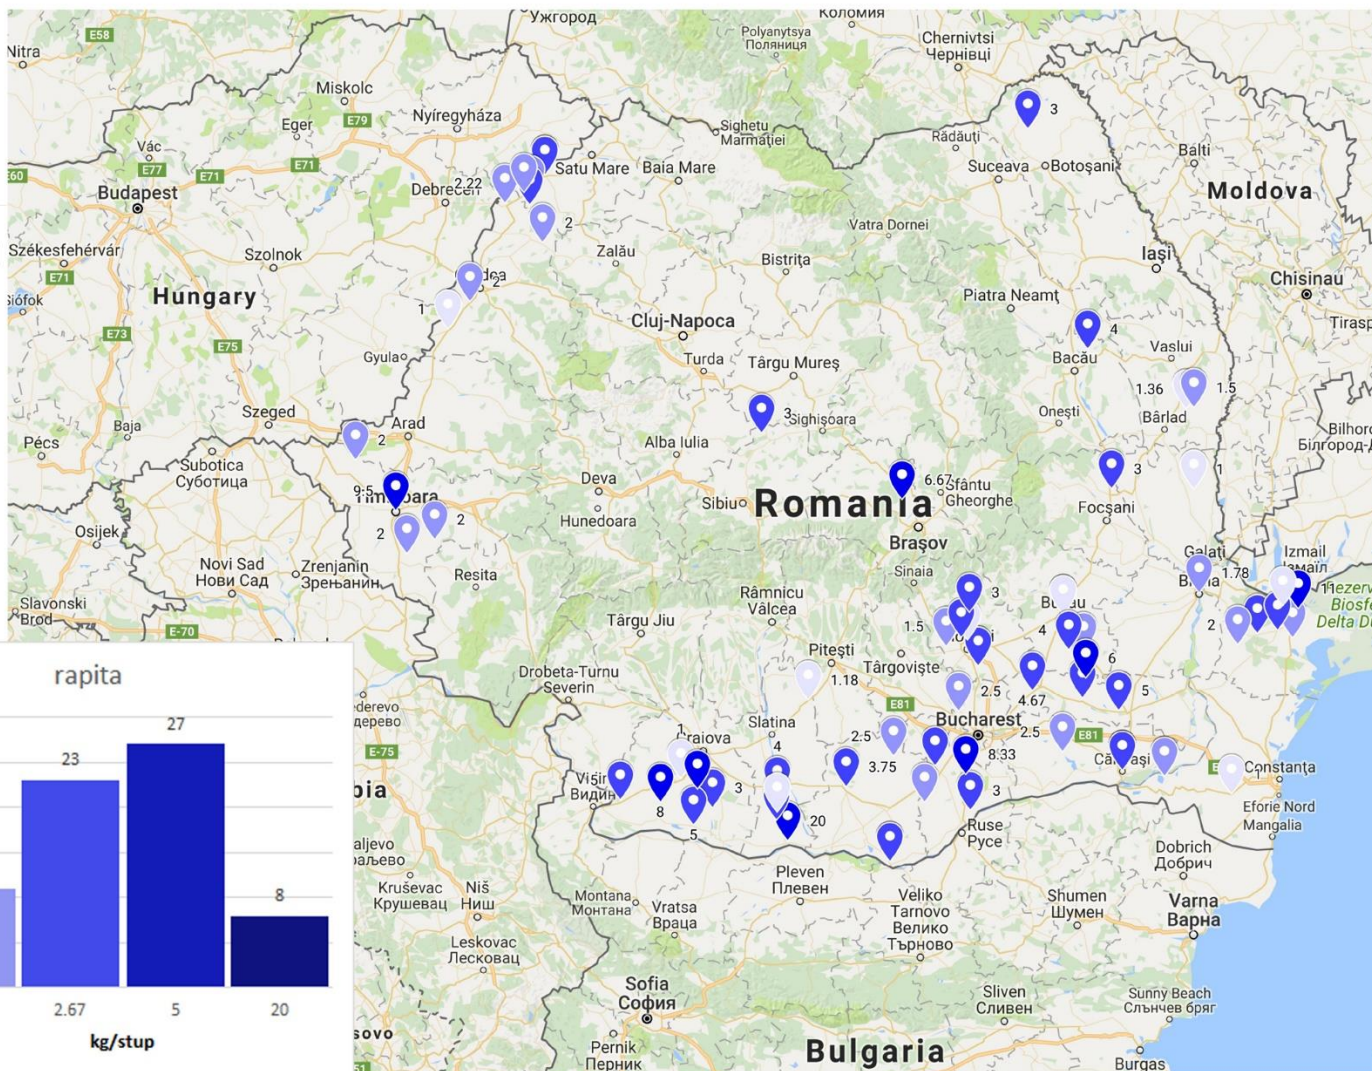 Ужгород
Коломия
E58
Nitra
Polyanytsya
Поляниця
Chernivtsi
Чернівці
Miskolc
Eger
E79
Nyíregyháza
3
Vác
E77
E71
E71
E60
Sighetu
Marmației
Rădăuți
Balti
Budapest
Debrecen
2.22
Satu Mare
Baia Mare
Suceava
Botoșani
Moldova
Székesfehérvár
E71
Szolnok
2
Zalău
Vatra Dornei
Bistrița
Iași
Chisinau
Hungary
2
1
Piatra Neamț
Cluj-Napoca
4
E73
E75
Gyula
Turda
Târgu Mureș
Bacău
Vaslui
1.36
1.5
Szeged
Arad
2
3
Sighișoara
Onești
Bârlad
Baja
Pécs
Alba Iulia
Subotica
Суботица
9.5
Deva
Sibiu
Romania
6.67
Sfântu
Gheorghe
3
1
Focșani
Osijek
2
2
Hunedoara
Brașov
Novi Sad
Нови Сад
Zrenjanin
Зрењанин
Resita
Sinaia
Galați
1.78
Izmail
Ізмаїл
11
Slavonski
Brod
E-70
Râmnicu
Vâlcea
3
Târgu Jiu
1.5
4
2
Delta
Pitești
Târgoviște
6
rapita
Drobeta-Turnu
Severin
1.18
2.5
4.67
5
E81
27
23
E-75
Slatina
4
2.5
Bucharest
2.5
E81
1
Craiova
8.33
3.75
Constanța
1
Видин
8
3
5
20
3
Eforie Nord
Mangalia
Ruse
Русе
8
Dobrich
Добрич
Kruševac
Крушевац
Niš
Ниш
Montana
Монтана
Pleven
Плевен
Vratsa
Враца
Veliko
Tarnovo
Велико
Търново
Shumen
Шумен
Varna
Варна
Leskovac
Лесковац
2.67
5
20
kg/stup
Sofia
София
Sliven
Сливен
Sunny Beach
Слънчев бряг
Pernik
Перник
Bulgaria
Burgas